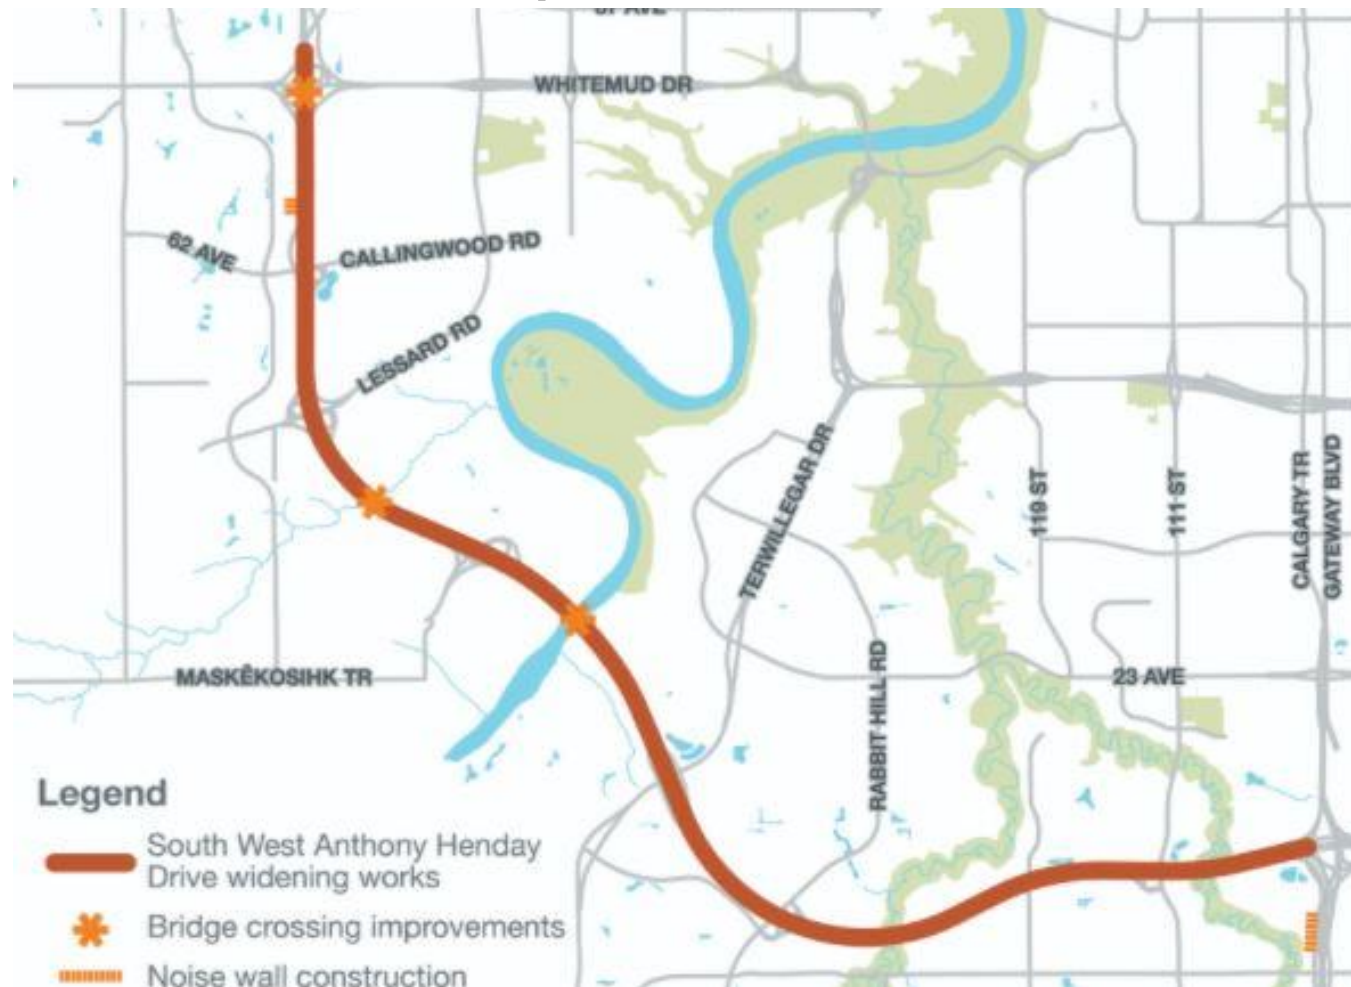 WHITEMUD DR
62 AVE
CALLINGWOOD RD
LESSARD RD
TERWILLEGAR DR
119 ST
111 ST
CALGARY TR
GATEWAY BLVD
MASKÊKOSIHK TR
RABBIT HILL RD
23 AVE
Legend
South West Anthony Henday
Drive widening works
Bridge crossing improvements
Noise wall construction